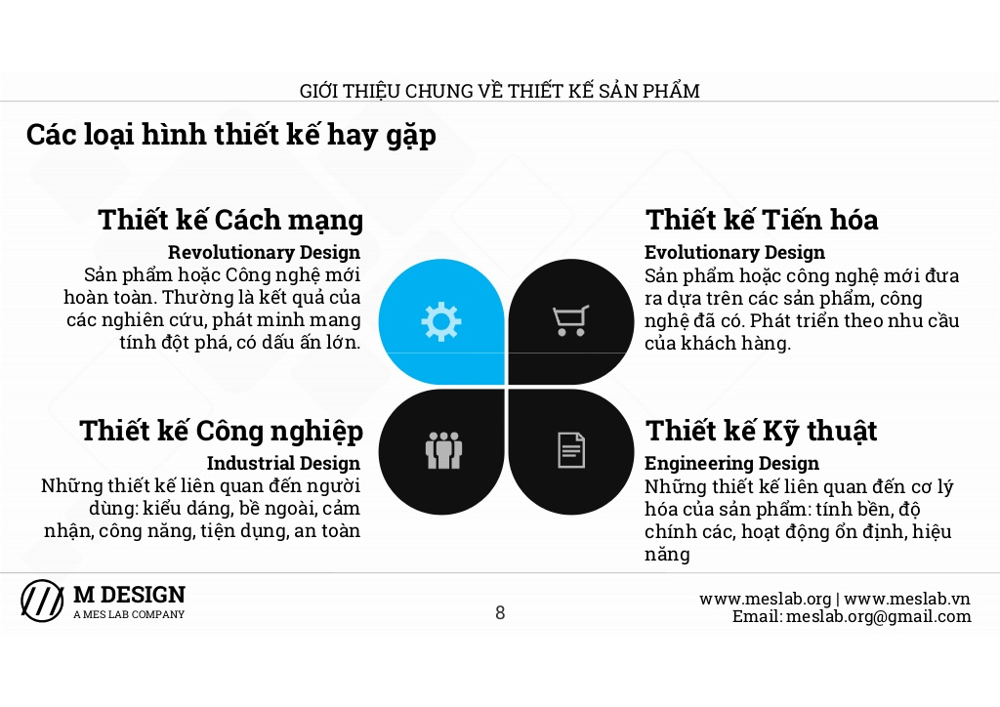 GIỚI THIỆU CHUNG VỀ THIẾT KẾ SẢN PHẨM
Các loại hình thiết kế hay gặp
Thiết kế Cách mạng
Revolutionary Design
Sản phẩm hoặc Công nghệ mới
hoàn toàn. Thường là kết quả của
các nghiên cứu, phát minh mang
tính đột phá, có dấu ấn lớn.
Thiết kế Tiến hóa
Evolutionary Design
Sản phẩm hoặc công nghệ mới đưa
ra dựa trên các sản phẩm, công
nghệ đã có. Phát triển theo nhu cầu
của khách hàng.
Thiết kế Công nghiệp
Industrial Design
Những thiết kế liên quan đến người
dùng: kiểu dáng, bề ngoài, cảm
nhận, công năng, tiện dụng, an toàn
Thiết kế Kỹ thuật
Engineering Design
Những thiết kế liên quan đến cơ lý
hóa của sản phẩm: tính bền, độ
chính các, hoạt động ổn định, hiệu
năng
M DESIGN
A MES LAB COMPANY
8
www.meslab.org | www.meslab.vn
Email: meslab.org@gmail.com